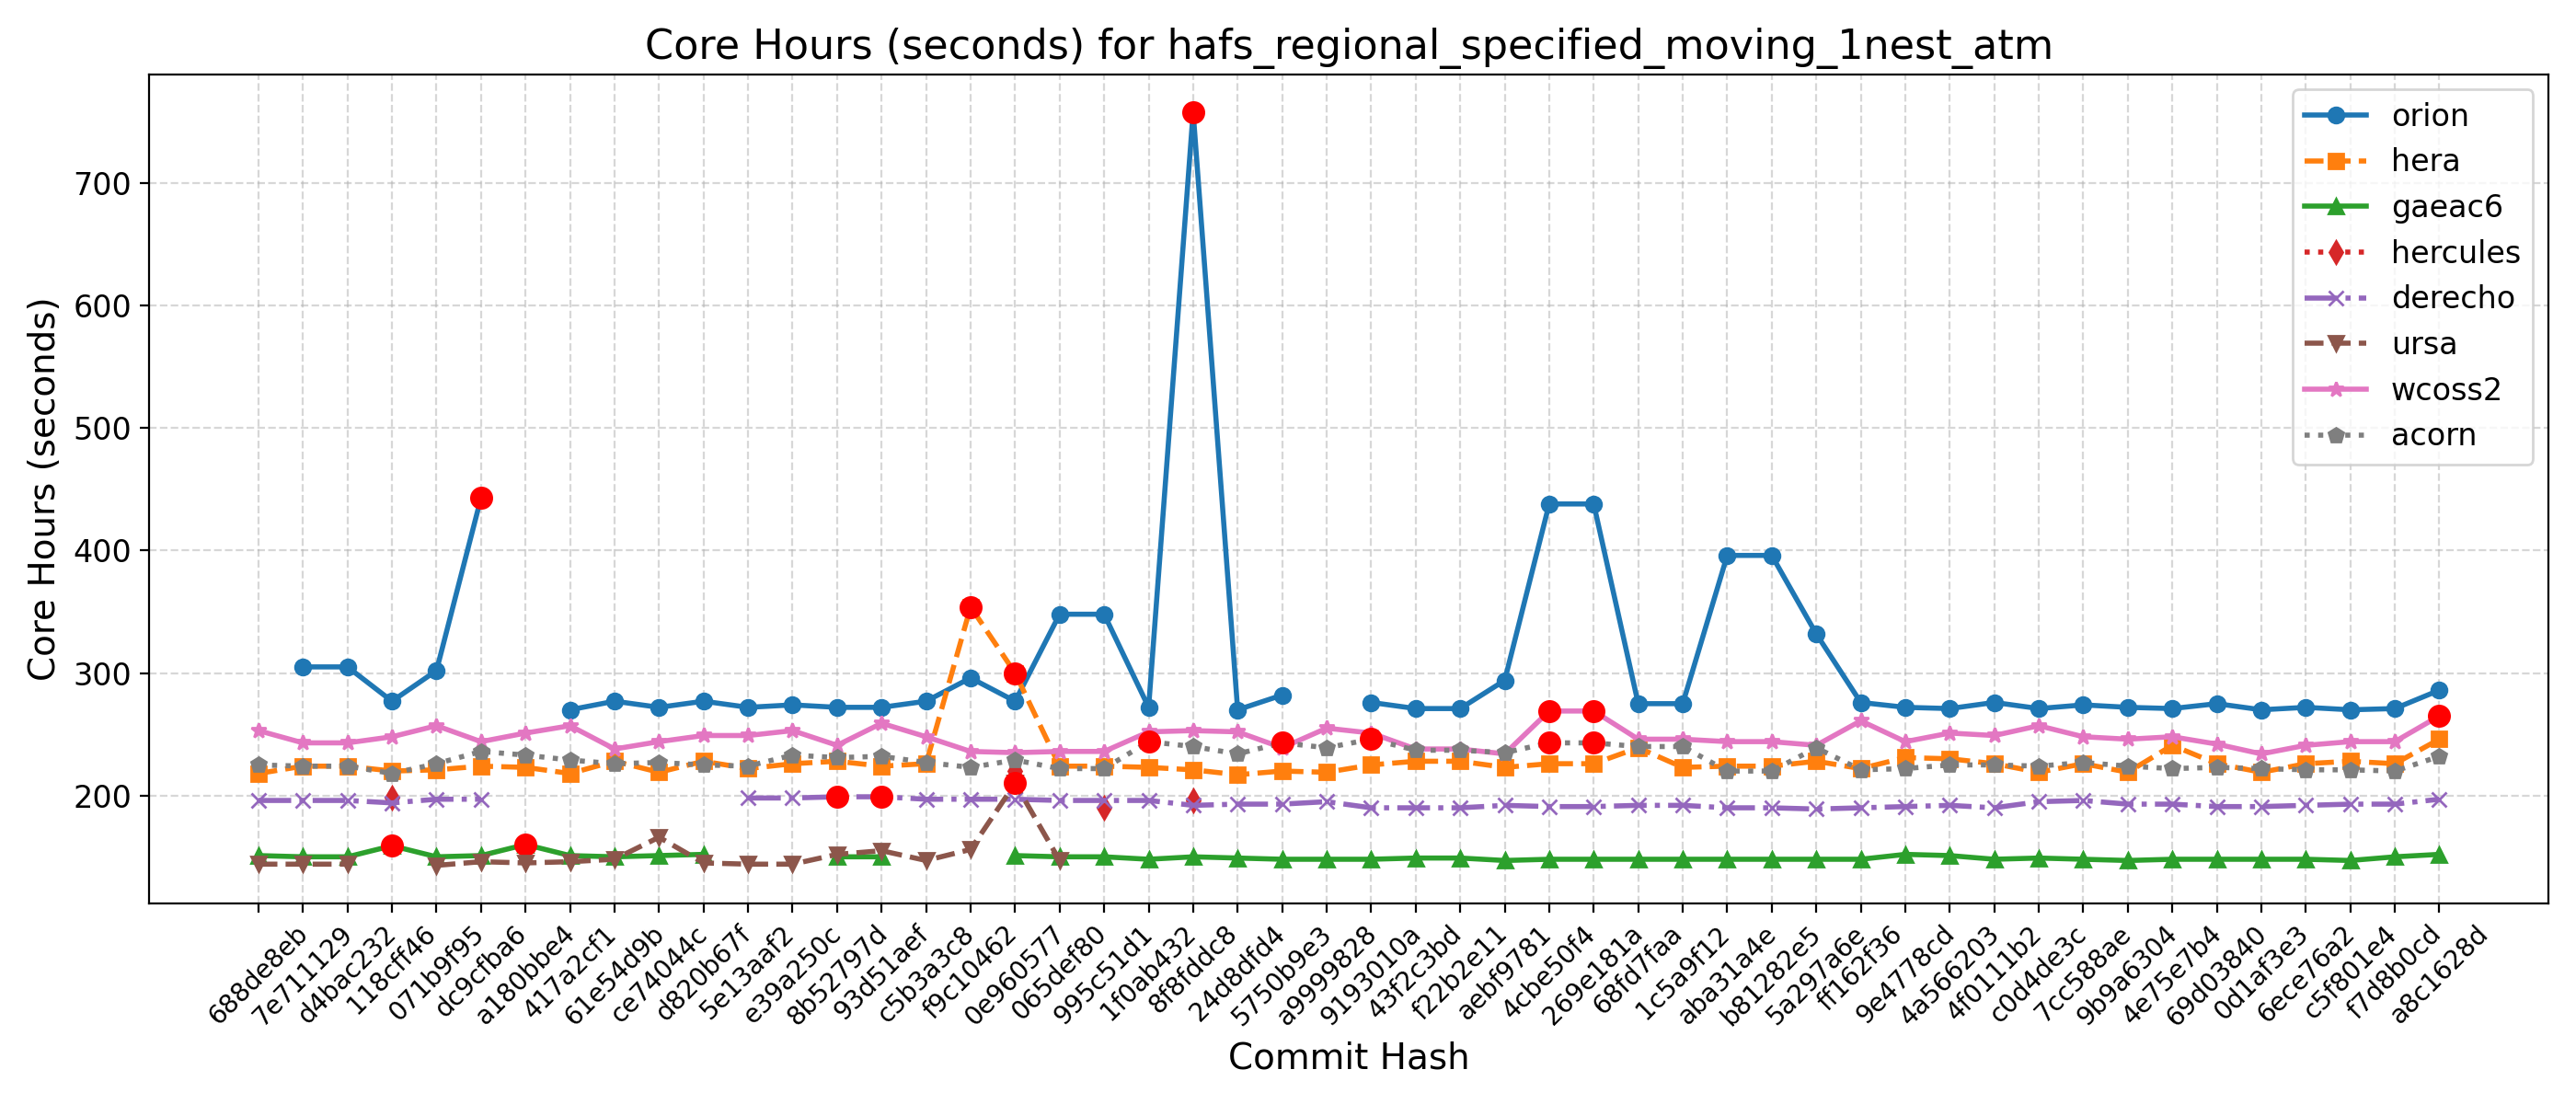 Core Hours (seconds) for hafs_regional_specified_moving_1nest_atm
Core Hours (seconds)
700
600
500
400
300
200
orion
hera
gaeac6
hercules
derecho
ursa
wcoss2
acorn
688de8eb
7e711129
d4bac232
118cff46
071b9f95
dc9cfba6
a180bbe4
417a2cf1
61e54d9b
ce74044c
d820b67f
5e13aaf2
e39a250c
8b52797d
93d51aef
c5b3a3c8
f9c10462
0e960577
065def80
995c51d1
1f0ab432
8f8fddc8
24d8dfd4
5750b9e3
a9999828
9193010a
43f2c3bd
f22b2e11
aebf9781
4cbe50f4
269e181a
68fd7faa
1c5a9f12
aba31a4e
b81282e5
5a297a6e
ff162f36
9e4778cd
4a566203
4f0111b2
c0d4de3c
7cc588ae
9b9a6304
4e75e7b4
69d03840
0d1af3e3
6ece76a2
c5f801e4
f7d8b0cd
a8c1628d
Commit Hash